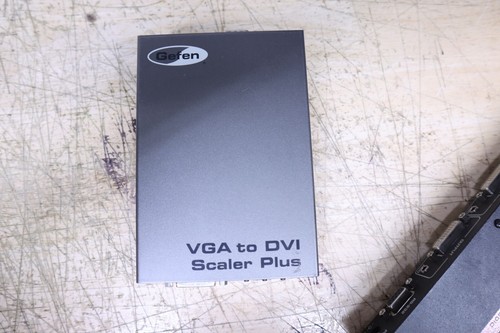 Gefen
VGA to DVI
Scaler Plus